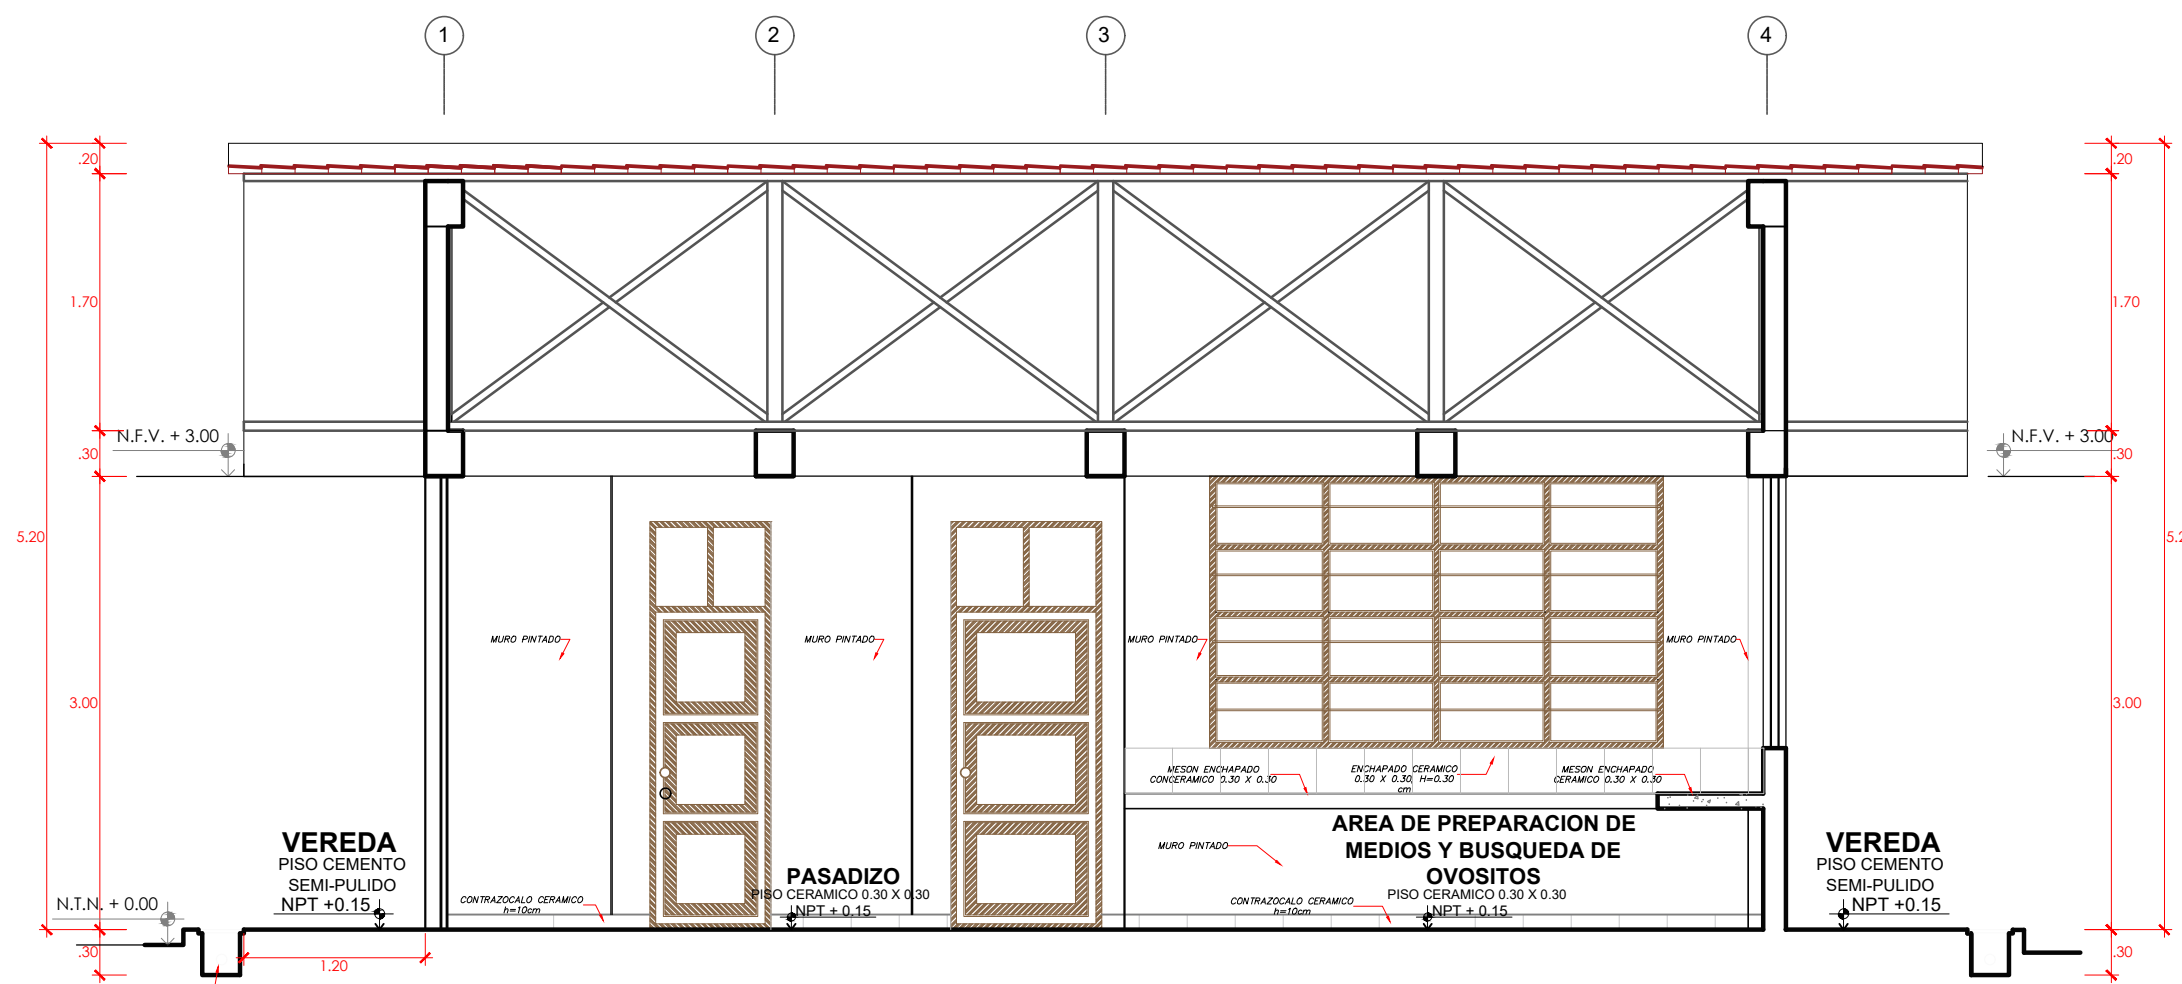 1
2
3
4
.20
.20
1.70
1.70
N.F.V. + 3.00
N.F.V. + 3.00
.30
.30
5.20
5.2
MURO PINTADO
MURO PINTADO
MURO PINTADO
MURO PINTADO
3.00
3.00
MESON ENCHAPADO
CONCERAMICO 0.30 X 0.30
ENCHAPADO CERAMICO
0.30 X 0.30, H=0.30
cm
MESON ENCHAPADO
CERAMICO 0.30 X 0.30
VEREDA
PISO CEMENTO
SEMI-PULIDO
NPT +0.15
MURO PINTADO
AREA DE PREPARACION DE
MEDIOS Y BUSQUEDA DE
OVOSITOS
PISO CERAMICO 0.30 X 0.30
NPT + 0.15
VEREDA
PISO CEMENTO
SEMI-PULIDO
NPT +0.15
PASADIZO
PISO CERAMICO 0.30 X 0.30
NPT + 0.15
N.T.N. + 0.00
CONTRAZOCALO CERAMICO
h=10cm
CONTRAZOCALO CERAMICO
h=10cm
.30
1.20
.30